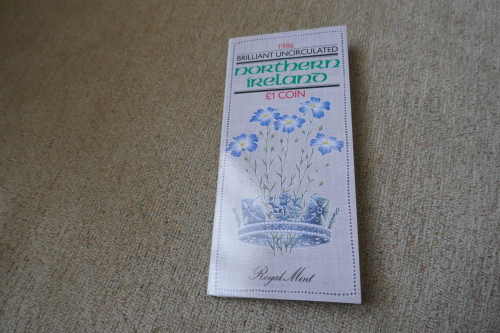 1986
BRILLIANT UNCIRCULATED
NORTHERN
IRELAND
£1 COIN
Royal Mint